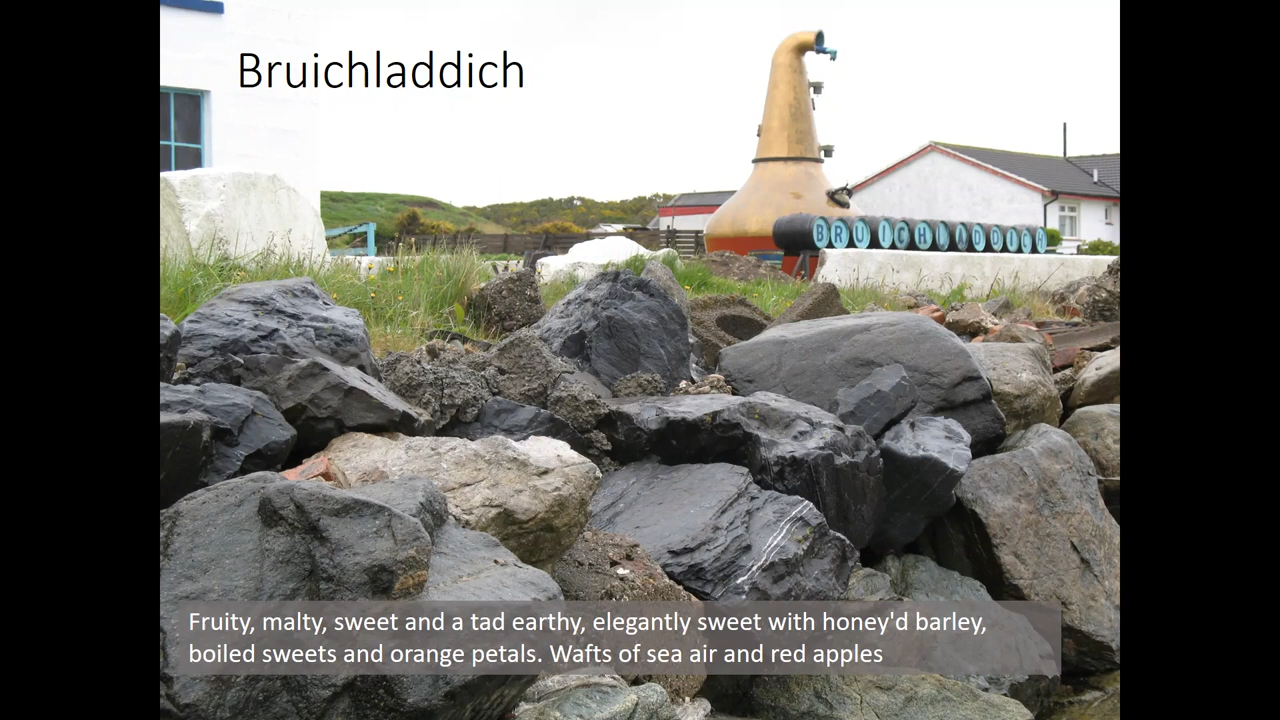 Bruichladdich
BRUICHLADDICH
Fruity, malty, sweet and a tad earthy, elegantly sweet with honey'd barley,
boiled sweets and orange petals. Wafts of sea air and red apples